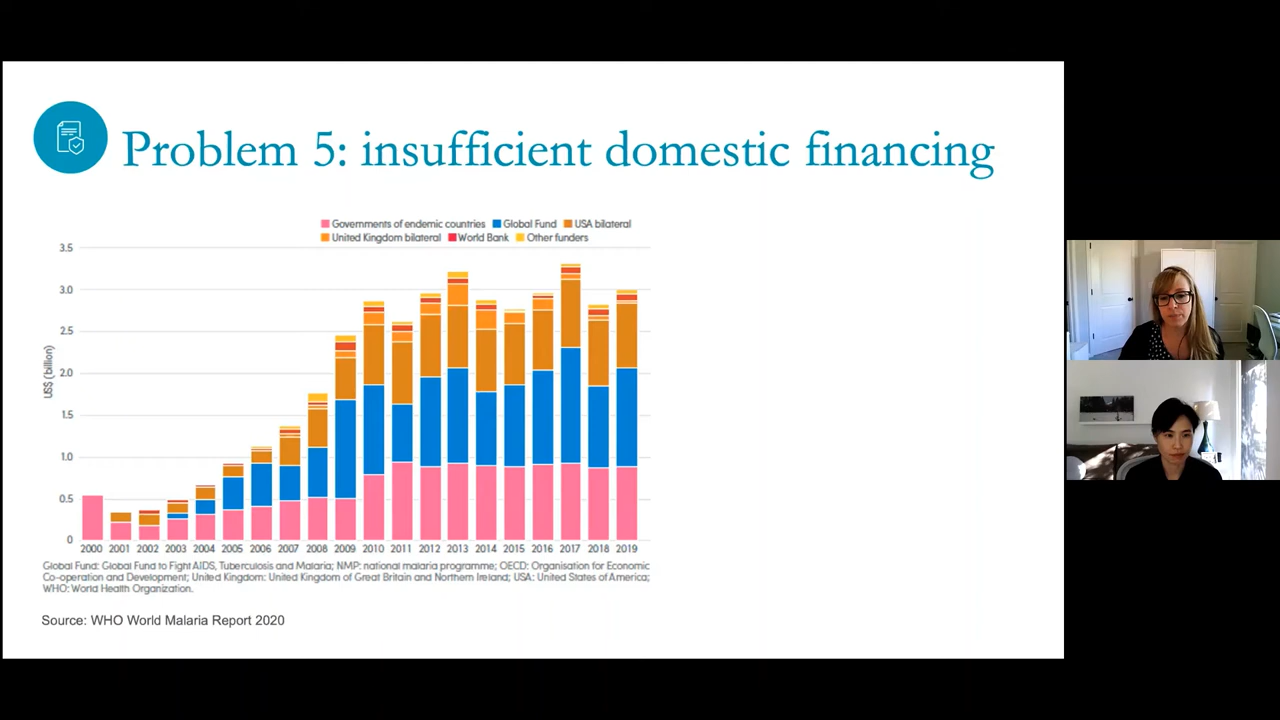 Problem 5: insufficient domestic financing
Governments of endemic countries Global Fund USA bilateral
United Kingdom bilateral World Bank Other funders
3.5
3.0
2.5
2.0
1.5
1.0
0.5
0
US$ (billion)
2000 2001 2002 2003 2004 2005 2006 2007 2008 2009 2010 2011 2012 2013 2014 2015 2016 2017 2018 2019
Global Fund: Global Fund to Fight AIDS, Tuberculosis and Malaria; NMP: national malaria programme; OECD: Organisation for Economic
Co-operation and Development; United Kingdom: United Kingdom of Great Britain and Northern Ireland; USA: United States of America;
WHO: World Health Organization.
Source: WHO World Malaria Report 2020